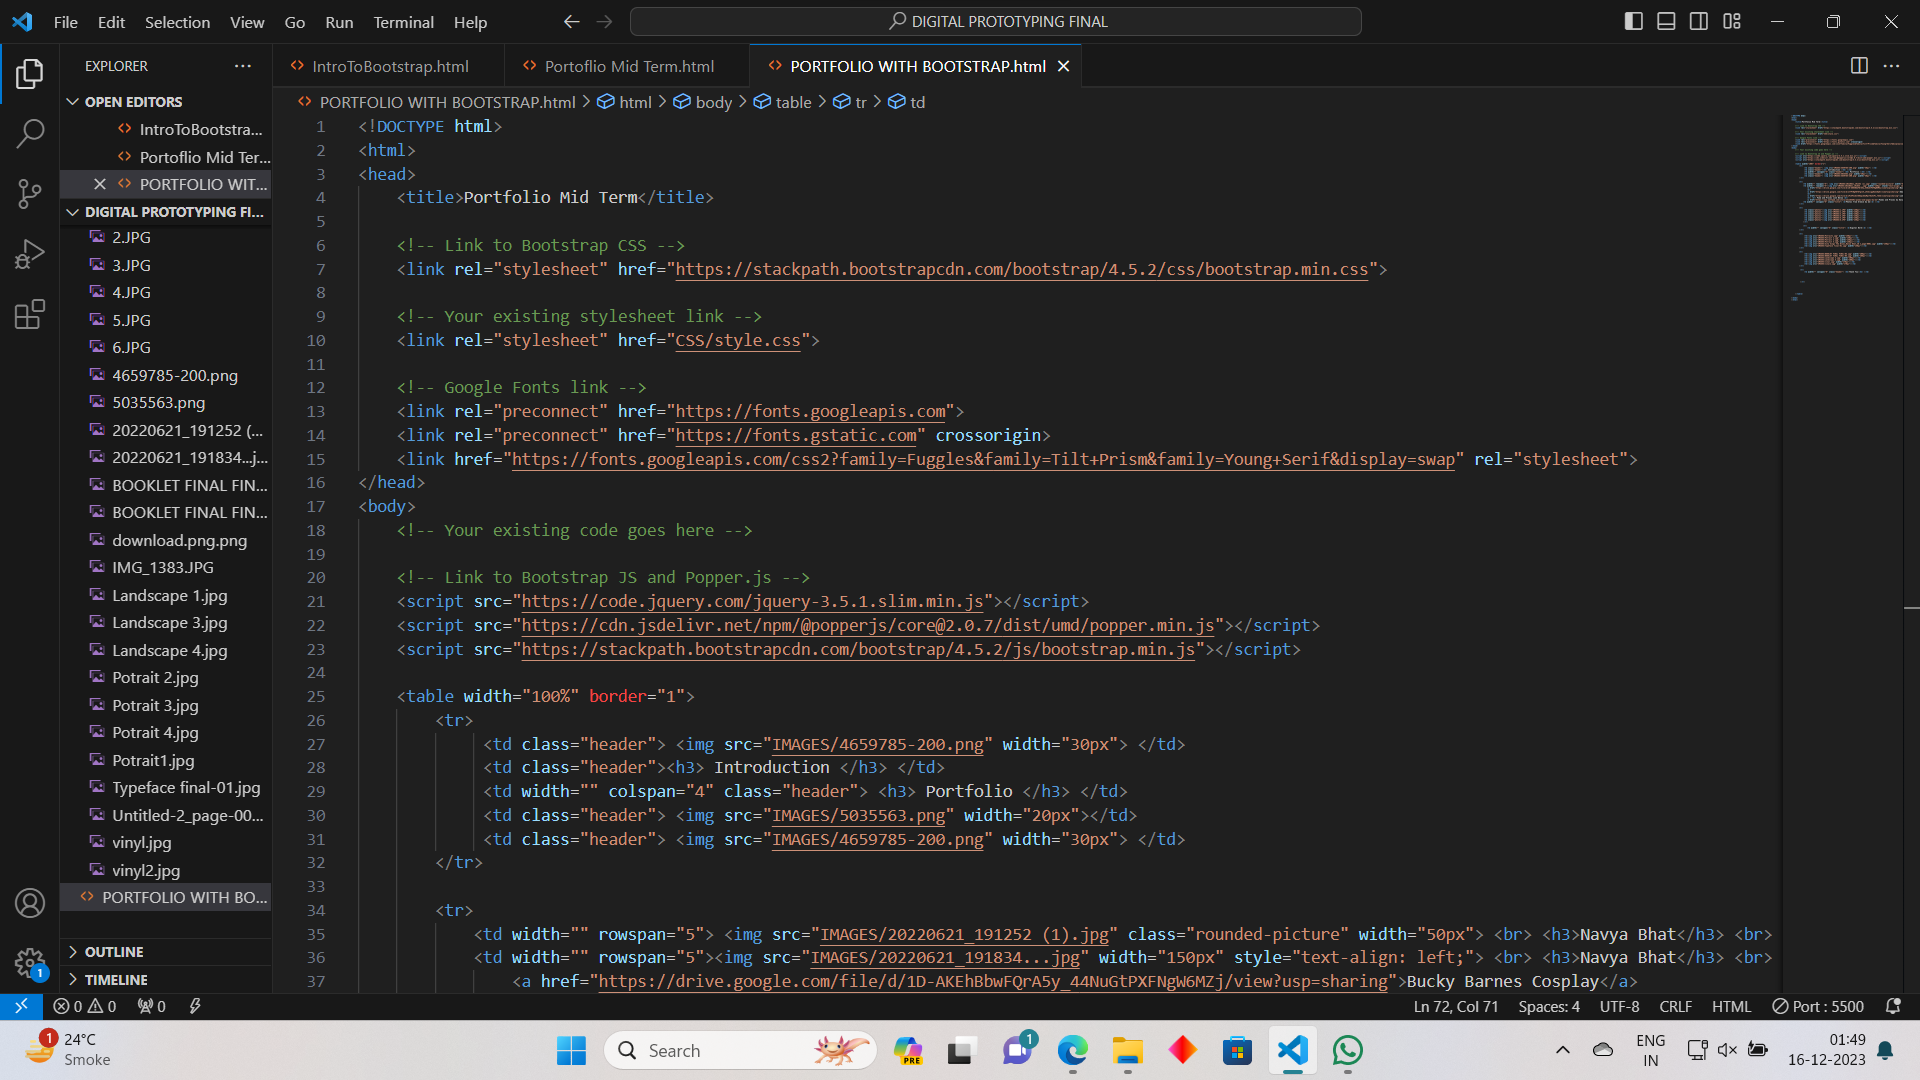 File Edit Selection View Go Run Terminal Help
DIGITAL PROTOTYPING FINAL
EXPLORER
IntroToBootstrap.html
Portoflio Mid Term.html
PORTFOLIO WITH BOOTSTRAP.html
PORTFOLIO WITH BOOTSTRAP.html > html > body > table > tr > td
OPEN EDITORS
IntroToBootstra...
Portoflio Mid Ter...
PORTFOLIO WIT...
DIGITAL PROTOTYPING FI...
2.JPG
3.JPG
4.JPG
5.JPG
6.JPG
4659785-200.png
5035563.png
20220621_191252 (...
20220621_191834...j...
BOOKLET FINAL FIN...
BOOKLET FINAL FIN...
download.png.png
IMG_1383.JPG
Landscape 1.jpg
Landscape 3.jpg
Landscape 4.jpg
Potrait 2.jpg
Potrait 3.jpg
Potrait 4.jpg
Potrait1.jpg
Typeface final-01.jpg
Untitled-2_page-00...
vinyl.jpg
vinyl2.jpg
PORTFOLIO WITH BO...
OUTLINE
TIMELINE
1
1 <!DOCTYPE html>
2 <html>
3 <head>
4 <title>Portfolio Mid Term</title>
5
6 <!-- Link to Bootstrap CSS -->
7 <link rel="stylesheet" href="https://stackpath.bootstrapcdn.com/bootstrap/4.5.2/css/bootstrap.min.css">
8
9 <!-- Your existing stylesheet link -->
10 <link rel="stylesheet" href="CSS/style.css">
11
12 <!-- Google Fonts link -->
13 <link rel="preconnect" href="https://fonts.googleapis.com">
14 <link rel="preconnect" href="https://fonts.gstatic.com" crossorigin>
15 <link href="https://fonts.googleapis.com/css2?family=Fuggles&family=Tilt+Prism&family=Young+Serif&display=swap" rel="stylesheet">
16 </head>
17 <body>
18 <!-- Your existing code goes here -->
19
20 <!-- Link to Bootstrap JS and Popper.js -->
21 <script src="https://code.jquery.com/jquery-3.5.1.slim.min.js"></script>
22 <script src="https://cdn.jsdelivr.net/npm/@popperjs/core@2.0.7/dist/umd/popper.min.js"></script>
23 <script src="https://stackpath.bootstrapcdn.com/bootstrap/4.5.2/js/bootstrap.min.js"></script>
24
25 <table width="100%" border="1">
26 <tr>
27 <td class="header"> <img src="IMAGES/4659785-200.png" width="30px"> </td>
28 <td class="header"><h3> Introduction </h3> </td>
29 <td width="" colspan="4" class="header"> <h3> Portfolio </h3> </td>
30 <td class="header"> <img src="IMAGES/5035563.png" width="20px"></td>
31 <td class="header"> <img src="IMAGES/4659785-200.png" width="30px"> </td>
32 </tr>
33
34 <tr>
35 <td width="" rowspan="5"> <img src="IMAGES/20220621_191252 (1).jpg" class="rounded-picture" width="50px"> <br> <h3>Navya Bhat</h3> <br>
36 <td width="" rowspan="5"><img src="IMAGES/20220621_191834...jpg" width="150px" style="text-align: left;"> <br> <h3>Navya Bhat</h3> <br>
37 <a href="https://drive.google.com/file/d/1D-AKEhBbwFQrA5y_44NuGtPXFNgW6MZj/view?usp=sharing">Bucky Barnes Cosplay</a>
0 0 0 Ln 72, Col 71 Spaces: 4 UTF-8 CRLF HTML Port : 5500
1 24°C
Smoke
Search
PRE
1
ENG
IN
01:49
16-12-2023